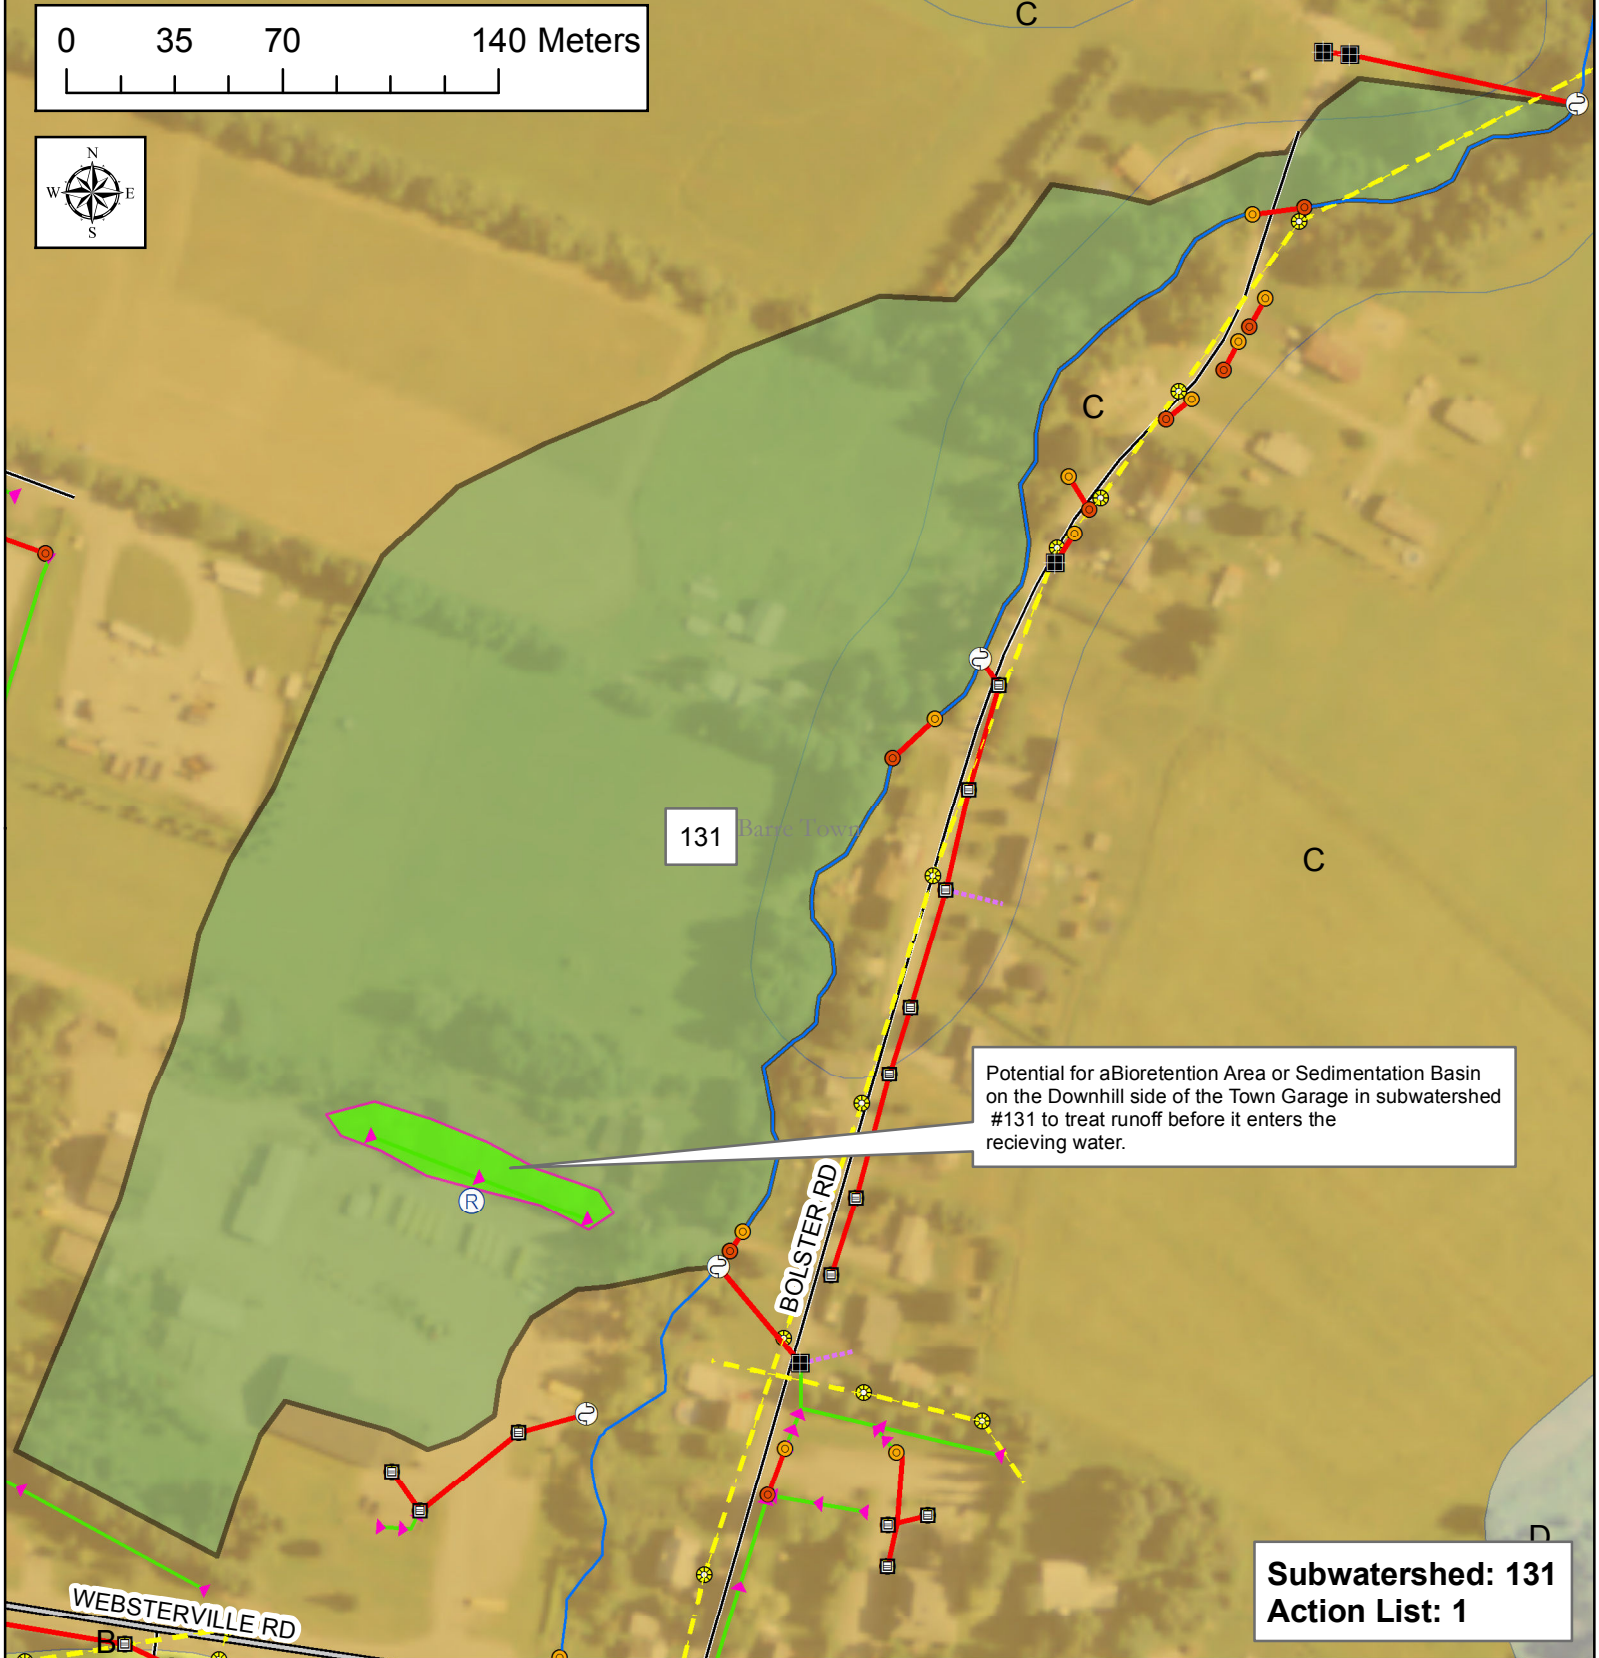 0 35 70 140 Meters
C
N
W E
S
C
131
Barre Town
C
Potential for aBioretention Area or Sedimentation Basin
on the Downhill side of the Town Garage in subwatershed
#131 to treat runoff before it enters the
recieving water.
R
BOLSTER RD
D
Subwatershed: 131
Action List: 1
WEBSTERVILLE RD
B